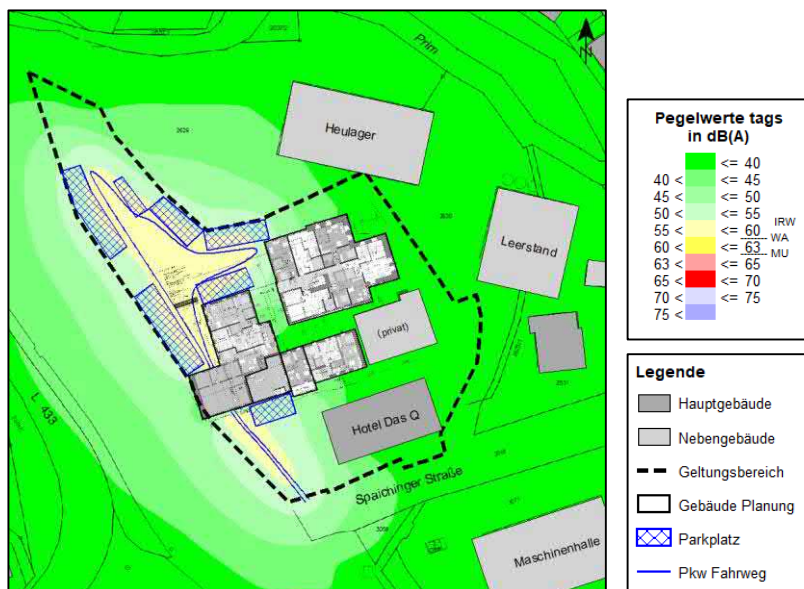 Prim
N
Heulager
2626
2630
Leerstand
(privat)
Hotel Das Q
L 433
Spaichinger Straße
Maschinenhalle
Pegelwerte tags
in dB(A)
<= 40
40 < <= 45
45 < <= 50
50 < <= 55
55 < <= 60 IRW
60 < <= 63 WA
63 < <= 65 MU
65 < <= 70
70 < <= 75
75 <
Legende
Hauptgebäude
Nebengebäude
Geltungsbereich
Gebäude Planung
Parkplatz
Pkw Fahrweg